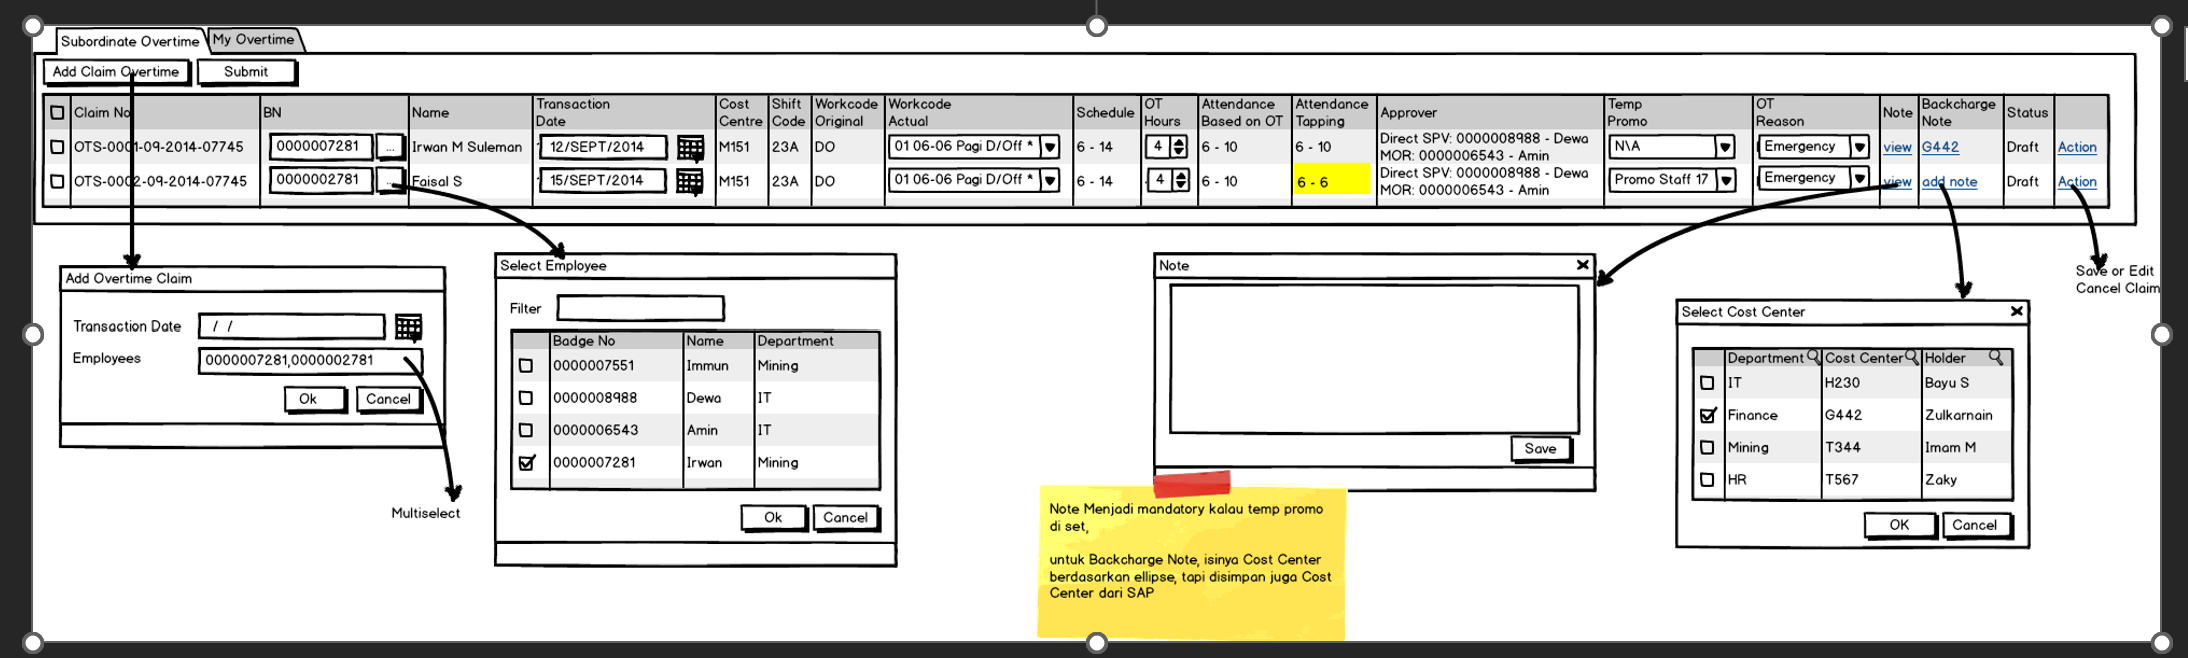 Subordinate Overtime
My Overtime
Add Claim Overtime
Submit
Claim No
BN
Name
Transaction
Date
Cost
Centre
Shift
Code
Workcode
Original
Workcode
Actual
Schedule
OT
Hours
Attendance
Based on OT
Attendance
Tapping
Approver
Temp
Promo
OT
Reason
Note
Backcharge
Note
Status
OTS-0001-09-2014-07745
0000007281
...
Irwan M Suleman
12/SEPT/2014
M151
23A
DO
01 06-06 Pagi D/Off *
6 - 14
4
6 - 10
6 - 10
Direct SPV: 0000008988 - Dewa
MOR: 0000006543 - Amin
N\A
Emergency
view
G442
Draft
Action
OTS-0002-09-2014-07745
0000002781
...
Faisal S
15/SEPT/2014
M151
23A
DO
01 06-06 Pagi D/Off *
6 - 14
4
6 - 10
6 - 6
Direct SPV: 0000008988 - Dewa
MOR: 0000006543 - Amin
Promo Staff 17
Emergency
view
add note
Draft
Action
Add Overtime Claim
Transaction Date
/ /
Employees
0000007281,0000002781
Ok
Cancel
Multiselect
Select Employee
Filter
Badge No
Name
Department
0000007551
Immun
Mining
0000008988
Dewa
IT
0000006543
Amin
IT
0000007281
Irwan
Mining
Ok
Cancel
Note
Save
Note Menjadi mandatory kalau temp promo
di set,
untuk Backcharge Note, isinya Cost Center
berdasarkan ellipse, tapi disimpan juga Cost
Center dari SAP
Save or Edit
Cancel Claim
Select Cost Center
Department
Cost Center
Holder
IT
H230
Bayu S
Finance
G442
Zulkarnain
Mining
T344
Imam M
HR
T567
Zaky
OK
Cancel